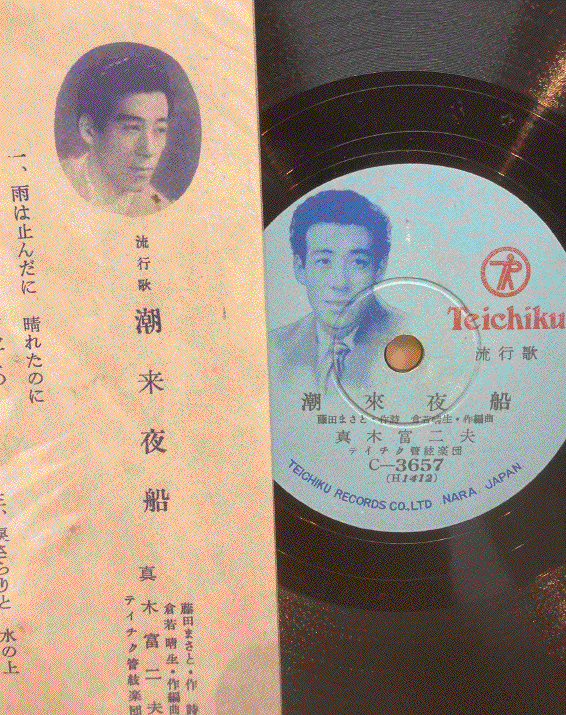 流行歌
潮来夜船
真木富二夫
藤田まさと・作詩
倉若晴生・作編曲
テイチク管絃楽団
一、雨は止んだに 晴れたのに
水の上
Teichiku
流行歌
潮來夜船
藤田まさと・作詩 倉若晴生・作編曲
真木富二夫
テイチク管絃楽団
C-3657
(H1412)
TEICHIKU RECORDS CO.,LTD NARA JAPAN